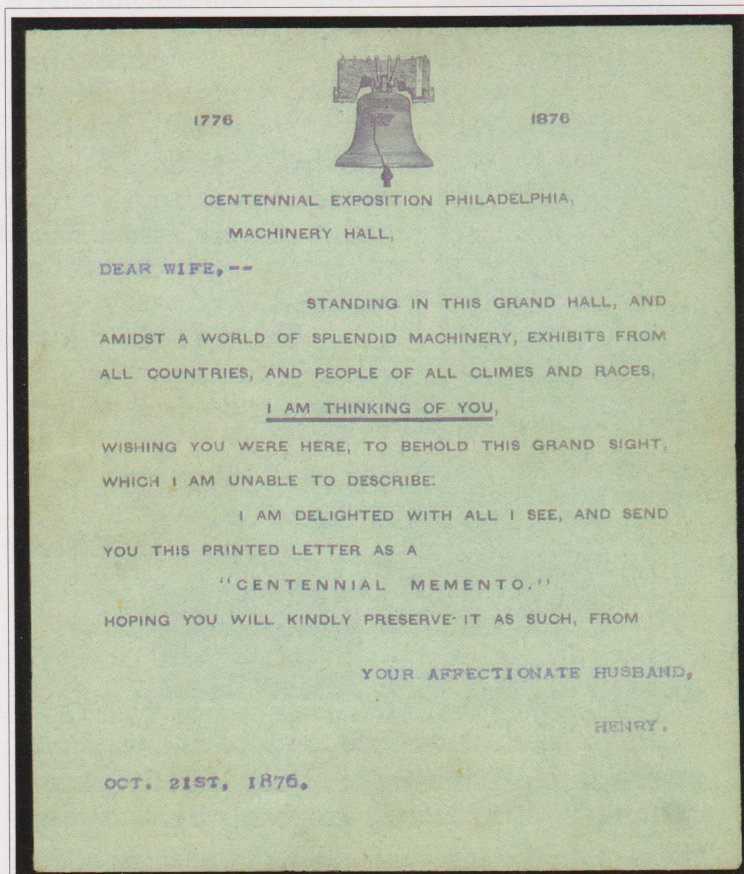 1776 1876
CENTENNIAL EXPOSITION PHILADELPHIA,
MACHINERY HALL,
DEAR WIFE,--
STANDING IN THIS GRAND HALL, AND
AMIDST A WORLD OF SPLENDID MACHINERY, EXHIBITS FROM
ALL COUNTRIES, AND PEOPLE OF ALL CLIMES AND RACES,
I AM THINKING OF YOU,
WISHING YOU WERE HERE, TO BEHOLD THIS GRAND SIGHT,
WHICH I AM UNABLE TO DESCRIBE.
I AM DELIGHTED WITH ALL I SEE, AND SEND
YOU THIS PRINTED LETTER AS A
"CENTENNIAL MEMENTO."
HOPING YOU WILL KINDLY PRESERVE IT AS SUCH, FROM
YOUR AFFECTIONATE HUSBAND,
HENRY.
OCT. 21ST, 1876.